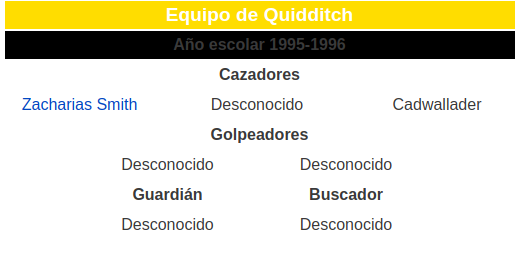 Equipo de Quidditch
Año escolar 1995-1996
Cazadores
Zacharias Smith Desconocido Cadwallader
Golpeadores
Desconocido Desconocido
Guardián Buscador
Desconocido Desconocido